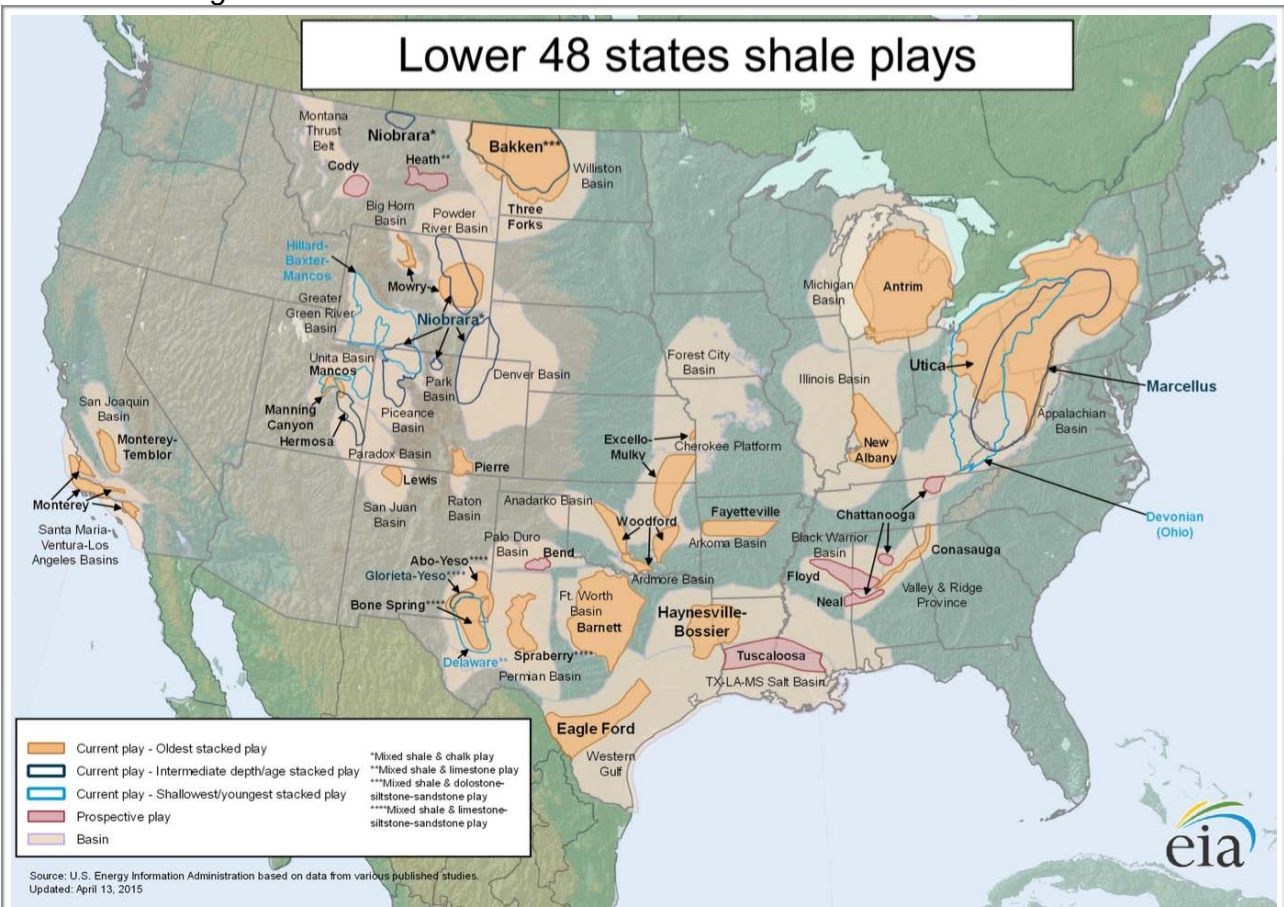 Lower 48 states shale plays
Montana
Thrust
Belt
Cody
Niobrara*
Heath**
Bakken***
Williston
Basin
Three
Forks
Big Horn
Basin
Powder
River Basin
Hillard-
Baxter-
Mancos
Mowry
Greater
Green River
Basin
Niobrara*
Unita Basin
Mancos
Park
Basin
Denver Basin
Manning
Canyon
Hermosa
Piceance
Basin
Paradox Basin
San Joaquin
Basin
Monterey-
Temblor
Monterey
Santa Maria-
Ventura-Los
Angeles Basins
Lewis
San Juan
Basin
Pierre
Raton
Basin
Forest City
Basin
Excello-
Mulky
Cherokee Platform
Anadarko Basin
Woodford
Fayetteville
Arkoma Basin
Palo Duro
Basin
Bend
Ardmore Basin
Abo-Yeso****
Glorieta-Yeso****
Bone Spring****
Delaware**
Spraberry****
Permian Basin
Ft. Worth
Basin
Barnett
Haynesville-
Bossier
Tuscaloosa
TX-LA-MS Salt Basin
Eagle Ford
Western
Gulf
Michigan
Basin
Antrim
Illinois Basin
New
Albany
Utica
Marcellus
Appalachian
Basin
Devonian
(Ohio)
Chattanooga
Black Warrior
Basin
Floyd
Neal
Conasauga
Valley & Ridge
Province
Current play - Oldest stacked play
Current play - Intermediate depth/age stacked play
Current play - Shallowest/youngest stacked play
Prospective play
Basin
*Mixed shale & chalk play
**Mixed shale & limestone play
***Mixed shale & dolostone-
siltstone-sandstone play
****Mixed shale & limestone-
siltstone-sandstone play
Source: U.S. Energy Information Administration based on data from various published studies.
Updated: April 13, 2015
eia